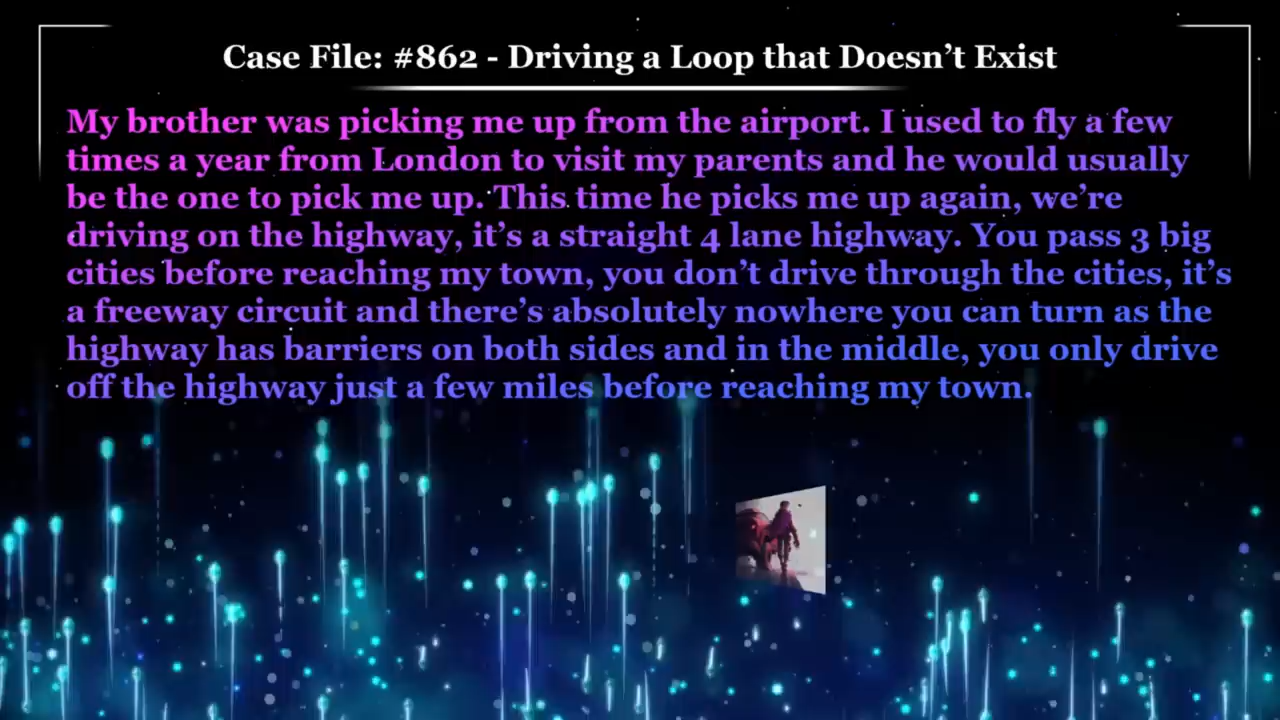 Case File: #862 - Driving a Loop that Doesn’t Exist
My brother was picking me up from the airport. I used to fly a few
times a year from London to visit my parents and he would usually
be the one to pick me up. This time he picks me up again, we’re
driving on the highway, it’s a straight 4 lane highway. You pass 3 big
cities before reaching my town, you don’t drive through the cities, it’s
a freeway circuit and there’s absolutely nowhere you can turn as the
highway has barriers on both sides and in the middle, you only drive
off the highway just a few miles before reaching my town.